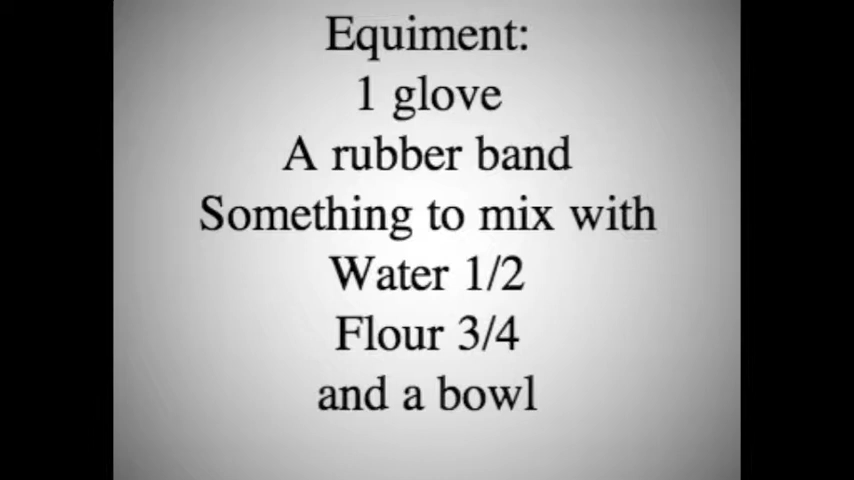 Equiment:
1 glove
A rubber band
Something to mix with
Water 1/2
Flour 3/4
and a bowl